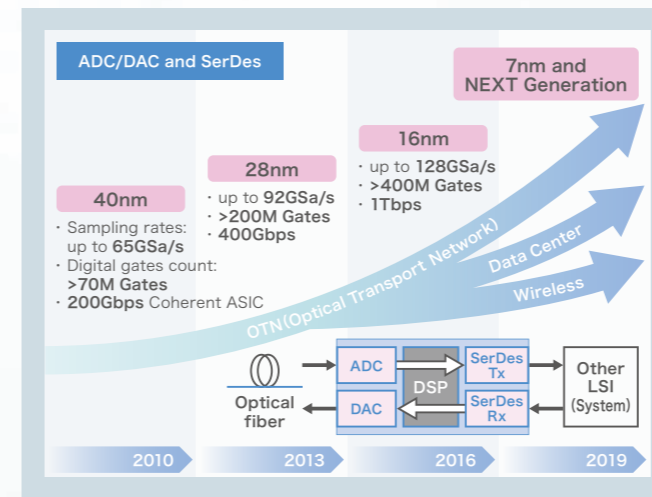 ADC/DAC and SerDes
7nm and
NEXT Generation
16nm
・up to 128GSa/s
・>400M Gates
・1Tbps
28nm
・up to 92GSa/s
・>200M Gates
・400Gbps
40nm
・Sampling rates:
up to 65GSa/s
・Digital gates count:
>70M Gates
・200Gbps Coherent ASIC
OTN(Optical Transport Network)
Data Center
Wireless
Optical
fiber
ADC
DAC
DSP
SerDes
Tx
SerDes
Rx
Other
LSI
(System)
2010
2013
2016
2019